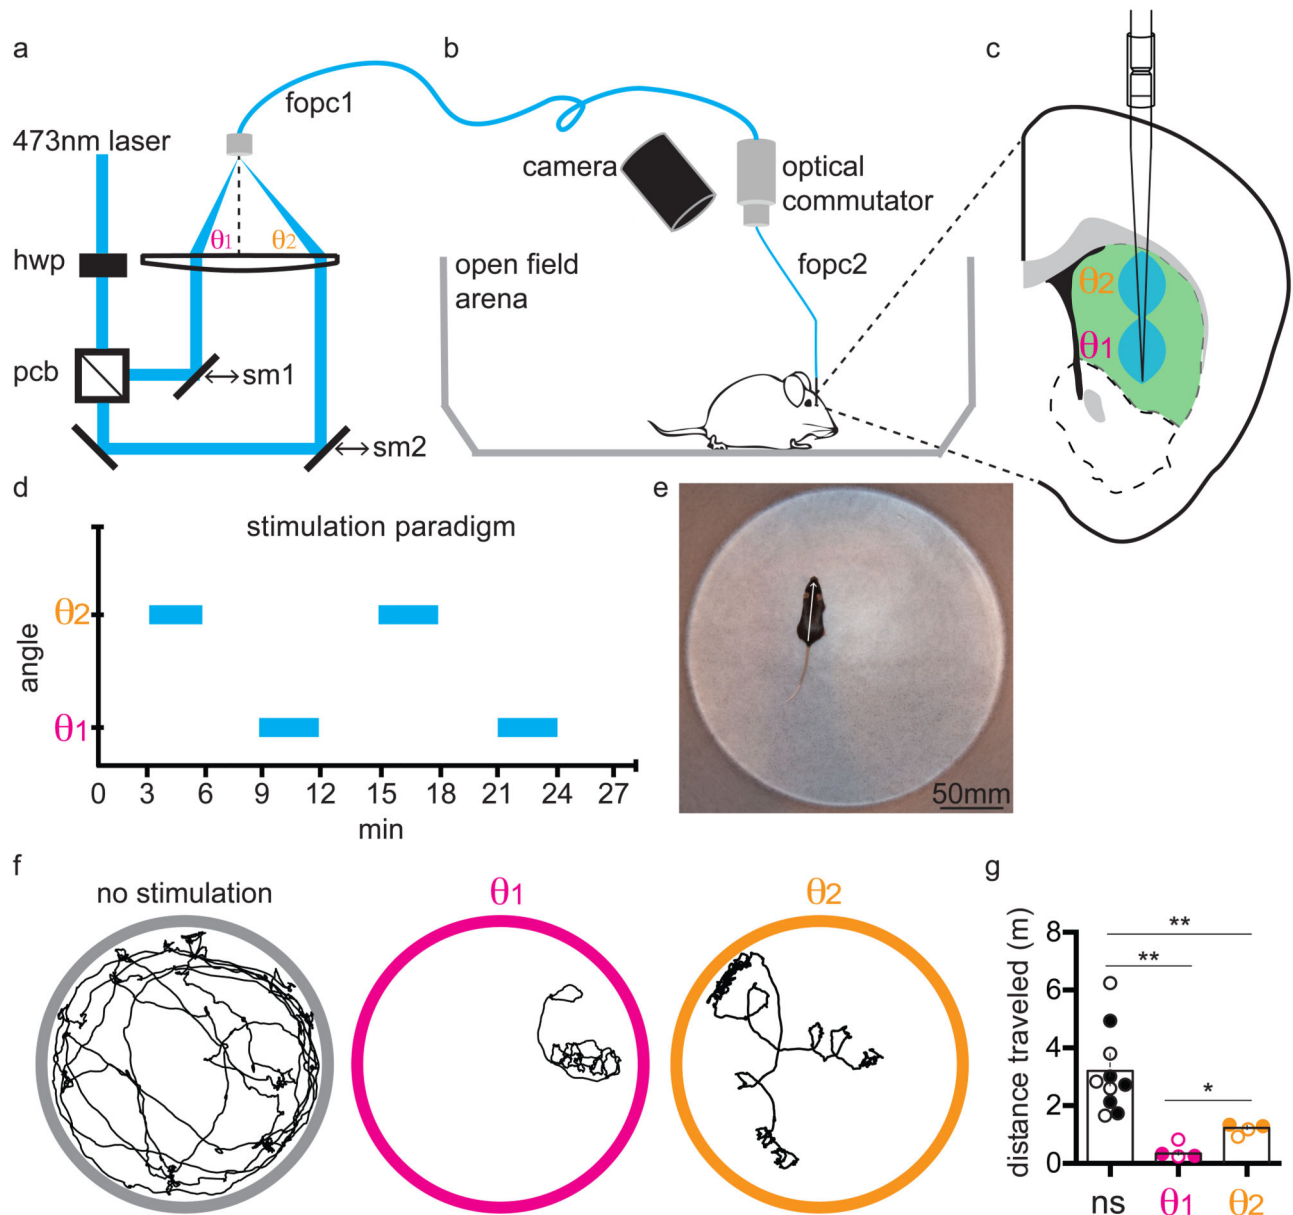 a
b
c
fopc1
473nm laser
camera
optical
commutator
θ1
θ2
hwp
open field
arena
fopc2
θ2
θ1
pcb
sm1
sm2
d
e
stimulation paradigm
θ2
angle
θ1
0 3 6 9 12 15 18 21 24 27
min
50mm
f
g
no stimulation
θ1
θ2
distance traveled (m)
8
6
4
2
0
**
**
*
ns
θ1
θ2